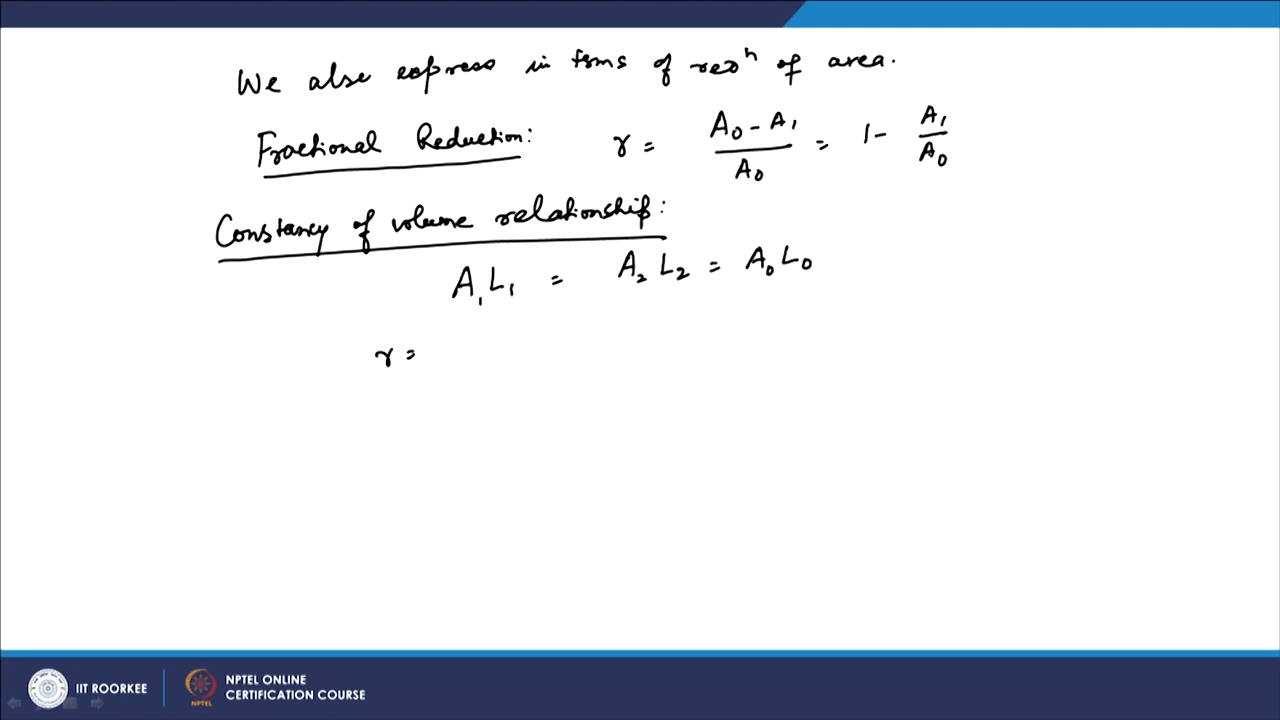 We also express in terms of redⁿ of area.
Fractional Reduction: r = (A₀ - A₁)/A₀ = 1 - A₁/A₀
Constancy of volume relationship:
A₁L₁ = A₂L₂ = A₀L₀
r =
IIT ROORKEE
NPTEL
NPTEL ONLINE
CERTIFICATION COURSE